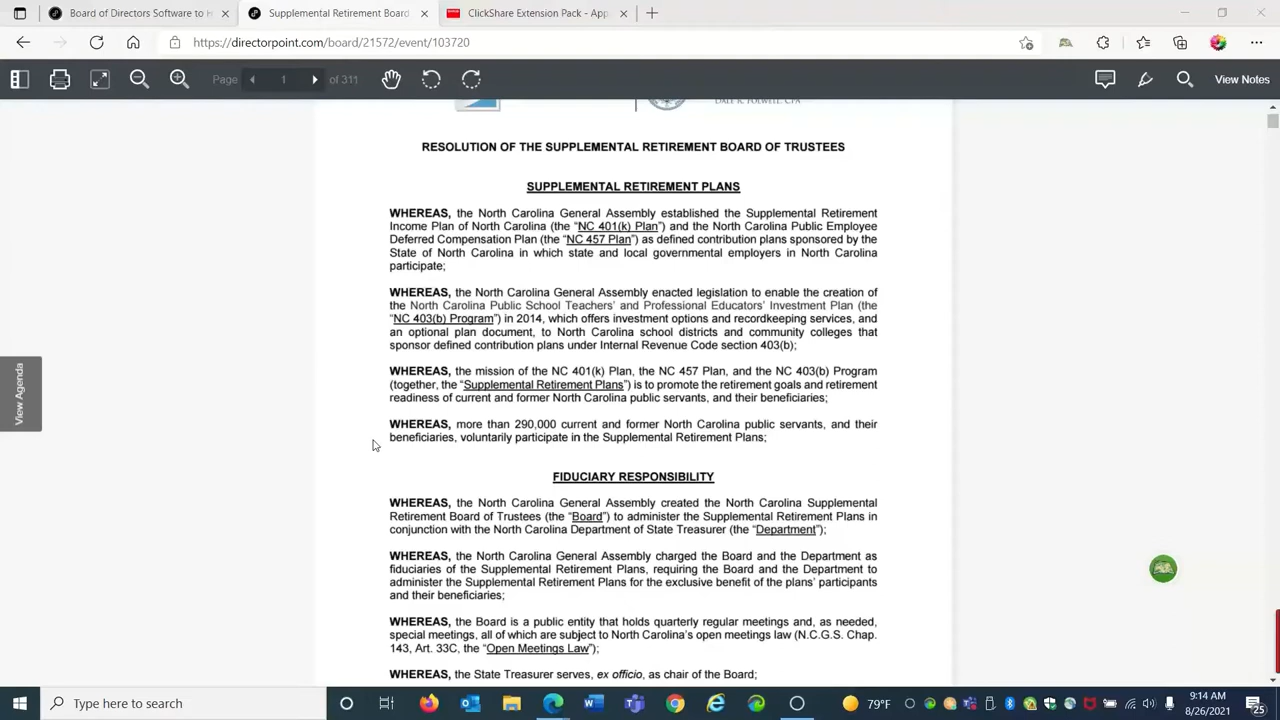 Board of Directors Software to H
Supplemental Retirement Board
ClickShare Extension Pack - App
https://directorpoint.com/board/21572/event/103720
Page 1 of 311
View Notes
DALE R. FOLWELL, CPA
RESOLUTION OF THE SUPPLEMENTAL RETIREMENT BOARD OF TRUSTEES
SUPPLEMENTAL RETIREMENT PLANS
WHEREAS, the North Carolina General Assembly established the Supplemental Retirement
Income Plan of North Carolina (the “NC 401(k) Plan”) and the North Carolina Public Employee
Deferred Compensation Plan (the “NC 457 Plan”) as defined contribution plans sponsored by the
State of North Carolina in which state and local governmental employers in North Carolina
participate;
WHEREAS, the North Carolina General Assembly enacted legislation to enable the creation of
the North Carolina Public School Teachers’ and Professional Educators’ Investment Plan (the
“NC 403(b) Program”) in 2014, which offers investment options and recordkeeping services, and
an optional plan document, to North Carolina school districts and community colleges that
sponsor defined contribution plans under Internal Revenue Code section 403(b);
WHEREAS, the mission of the NC 401(k) Plan, the NC 457 Plan, and the NC 403(b) Program
(together, the “Supplemental Retirement Plans”) is to promote the retirement goals and retirement
readiness of current and former North Carolina public servants, and their beneficiaries;
WHEREAS, more than 290,000 current and former North Carolina public servants, and their
beneficiaries, voluntarily participate in the Supplemental Retirement Plans;
View Agenda
FIDUCIARY RESPONSIBILITY
WHEREAS, the North Carolina General Assembly created the North Carolina Supplemental
Retirement Board of Trustees (the “Board”) to administer the Supplemental Retirement Plans in
conjunction with the North Carolina Department of State Treasurer (the “Department”);
WHEREAS, the North Carolina General Assembly charged the Board and the Department as
fiduciaries of the Supplemental Retirement Plans, requiring the Board and the Department to
administer the Supplemental Retirement Plans for the exclusive benefit of the plans’ participants
and their beneficiaries;
WHEREAS, the Board is a public entity that holds quarterly regular meetings and, as needed,
special meetings, all of which are subject to North Carolina’s open meetings law (N.C.G.S. Chap.
143, Art. 33C, the “Open Meetings Law”);
WHEREAS, the State Treasurer serves, ex officio, as chair of the Board;
Type here to search
79°F
9:14 AM
8/26/2021
25